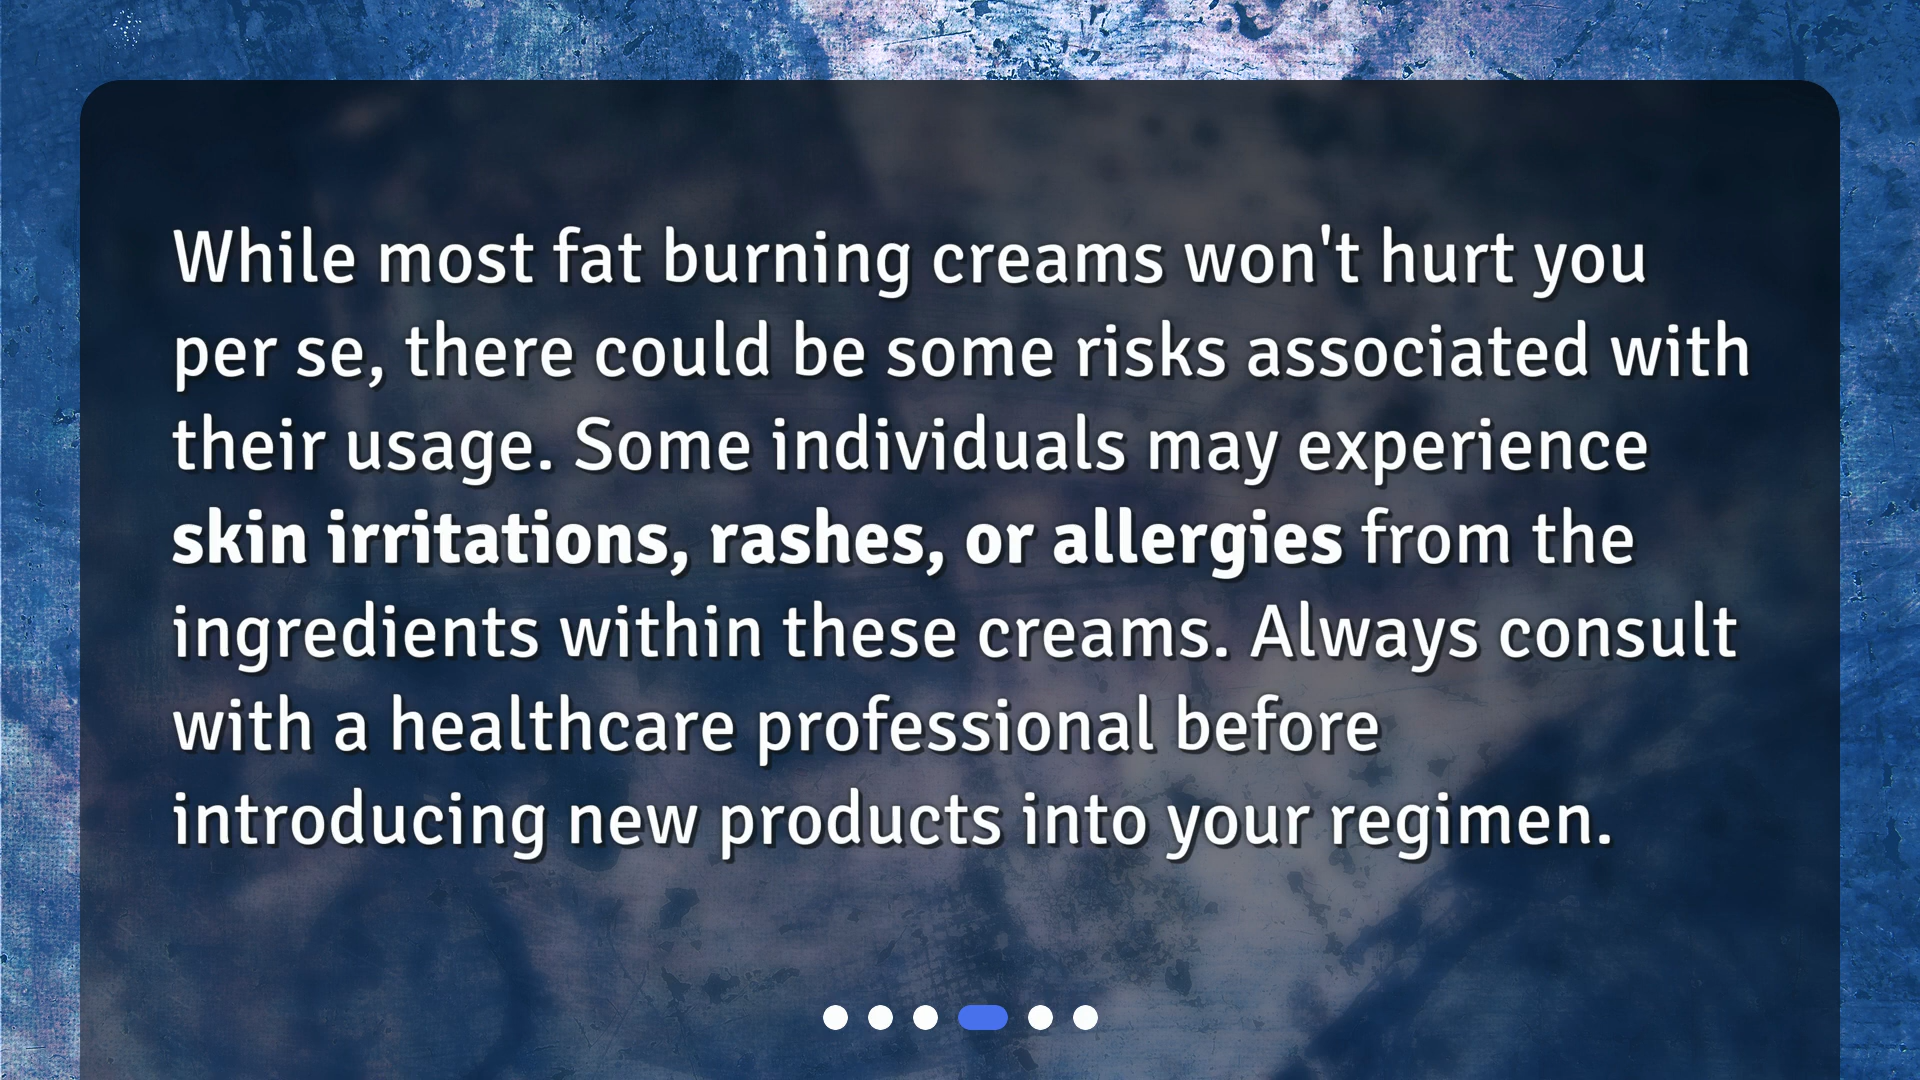 While most fat burning creams won't hurt you
per se, there could be some risks associated with
their usage. Some individuals may experience
skin irritations, rashes, or allergies from the
ingredients within these creams. Always consult
with a healthcare professional before
introducing new products into your regimen.